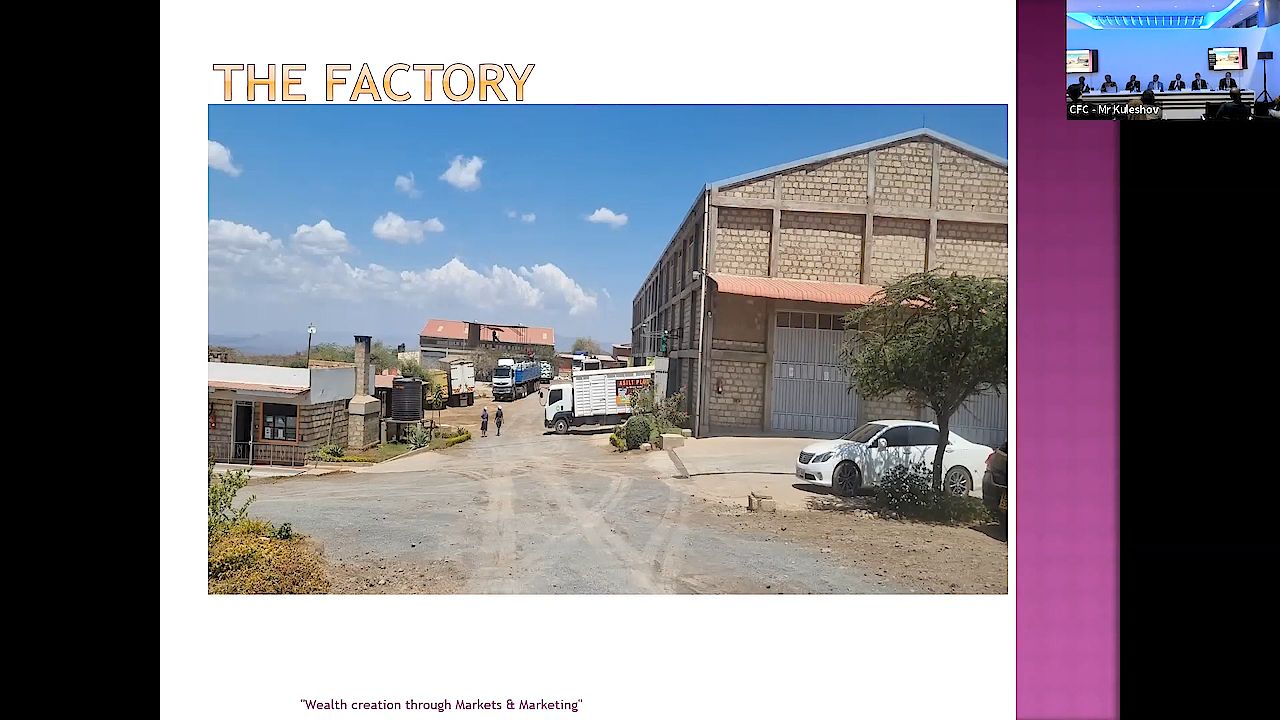 THE FACTORY
CFC - Mr Kuleshov
"Wealth creation through Markets & Marketing"